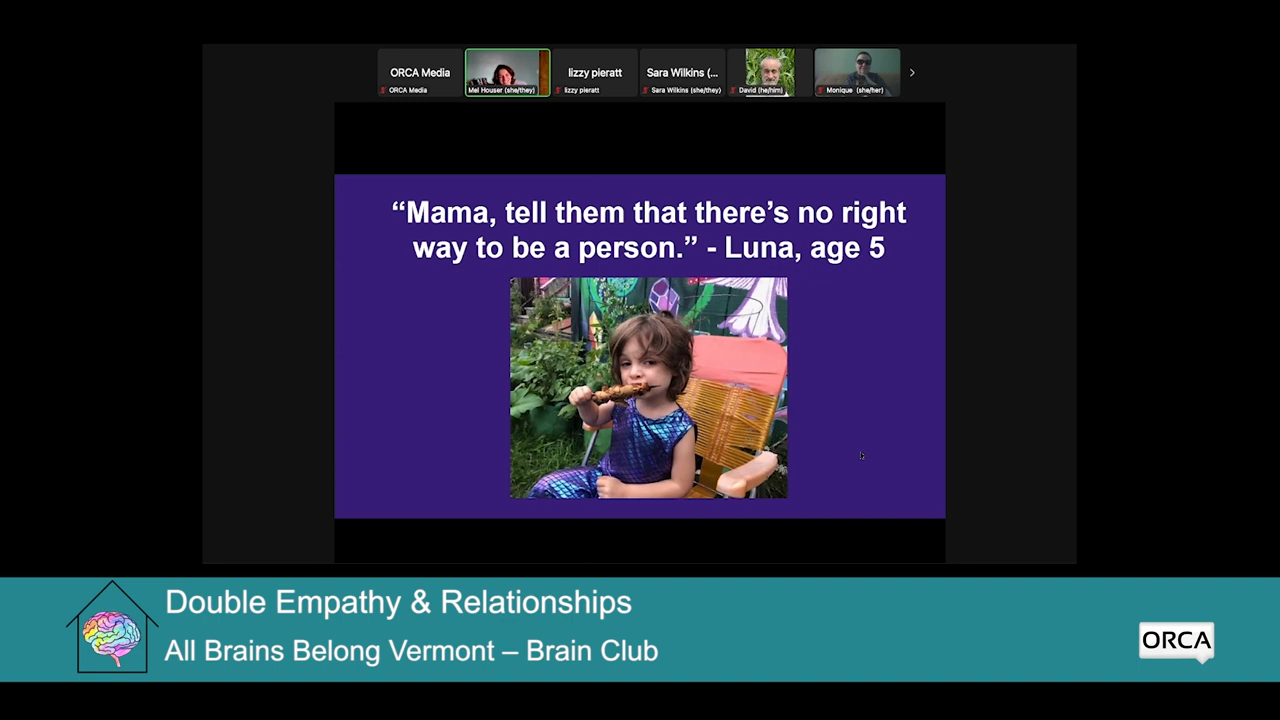 ORCA Media
lizzy pieratt
Sara Wilkins (...
ORCA Media
Mel Houser (she/they)
lizzy pieratt
Sara Wilkins (she/they)
David (he/him)
Monique (she/her)
“Mama, tell them that there’s no right
way to be a person.” - Luna, age 5
Double Empathy & Relationships
All Brains Belong Vermont – Brain Club
ORCA